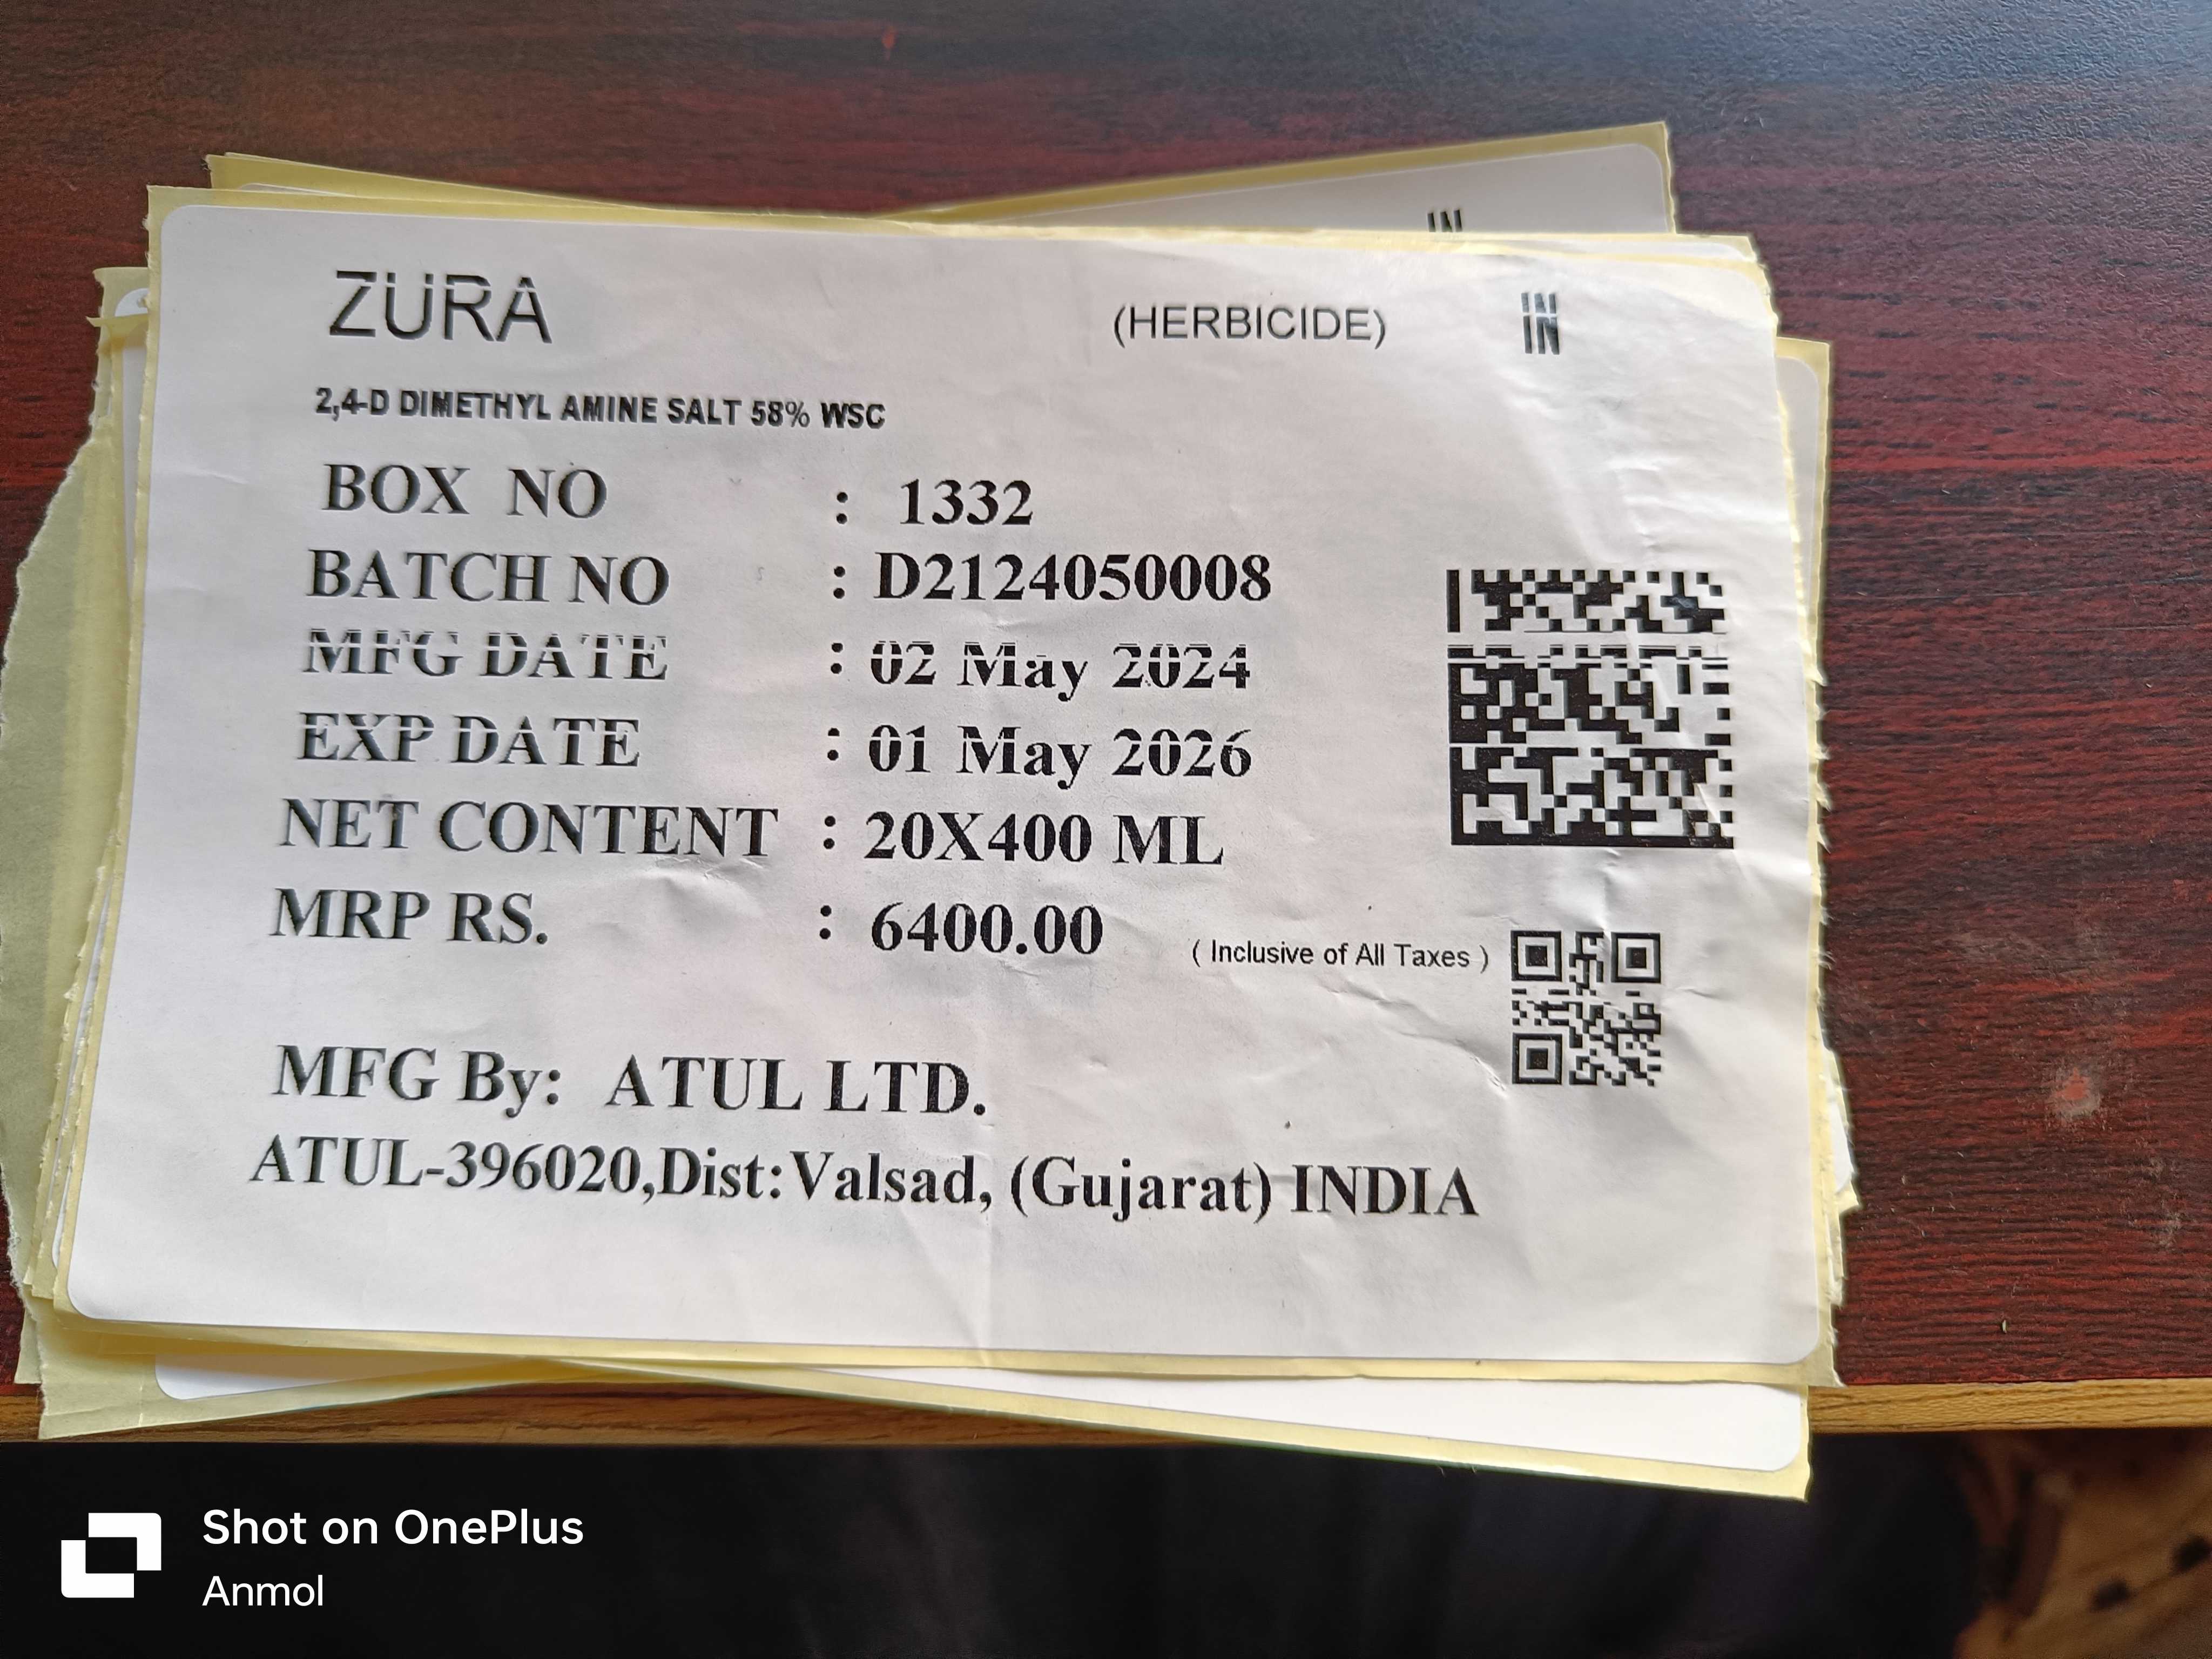 IN
ZURA (HERBICIDE) IN
2,4-D DIMETHYL AMINE SALT 58% WSC
BOX NO : 1332
BATCH NO : D2124050008
MFG DATE : 02 May 2024
EXP DATE : 01 May 2026
NET CONTENT : 20X400 ML
MRP RS. : 6400.00 ( Inclusive of All Taxes )
MFG By: ATUL LTD.
ATUL-396020,Dist:Valsad, (Gujarat) INDIA
Shot on OnePlus
Anmol